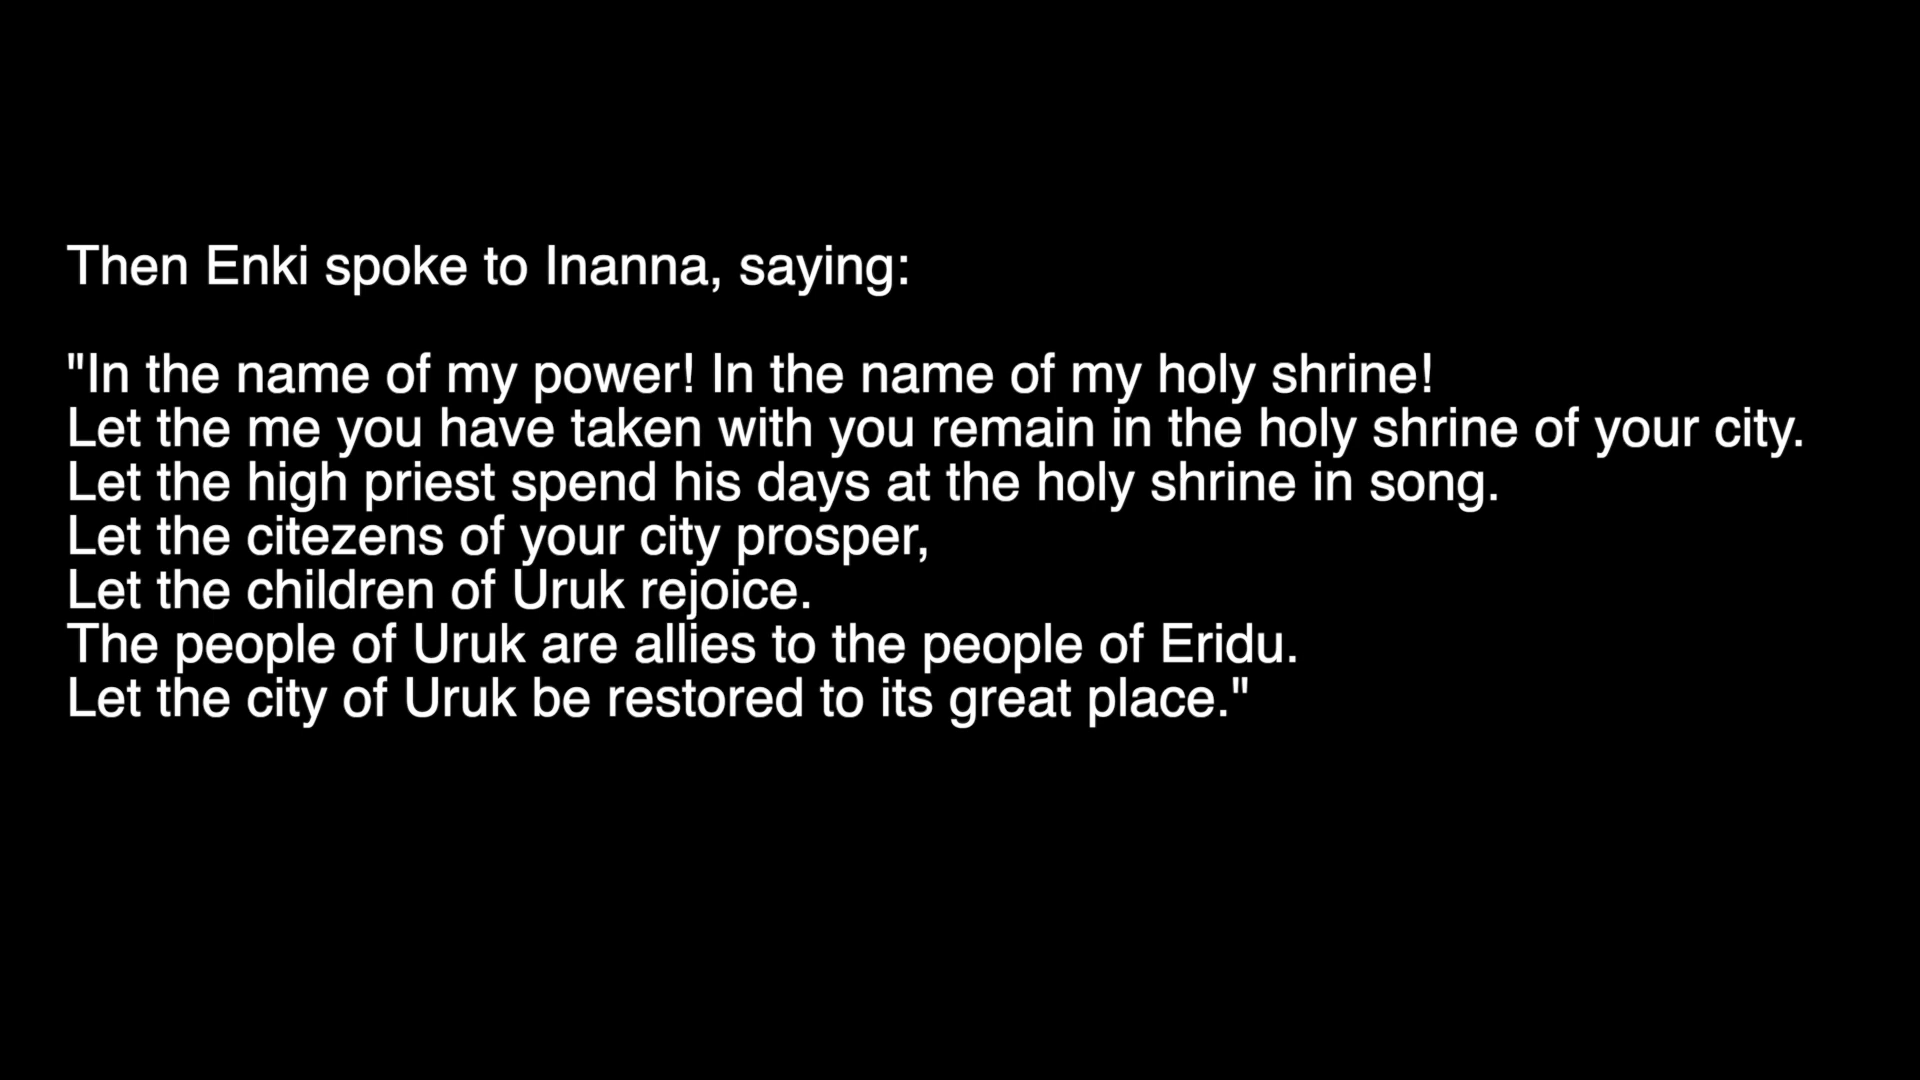 Then Enki spoke to Inanna, saying:
"In the name of my power! In the name of my holy shrine!
Let the me you have taken with you remain in the holy shrine of your city.
Let the high priest spend his days at the holy shrine in song.
Let the citezens of your city prosper,
Let the children of Uruk rejoice.
The people of Uruk are allies to the people of Eridu.
Let the city of Uruk be restored to its great place."